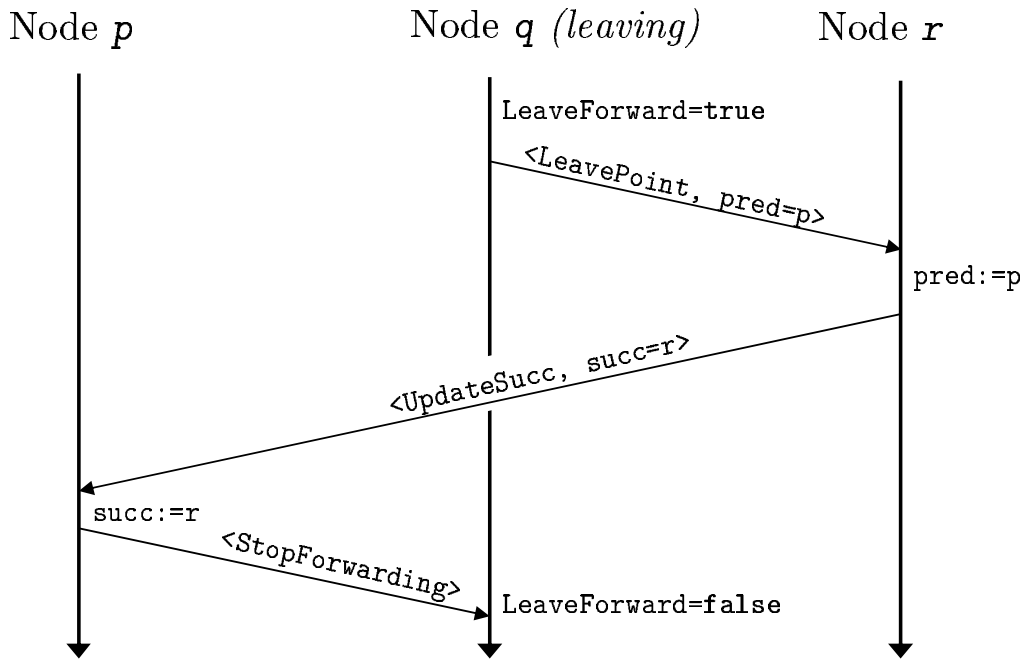 Node p
Node q (leaving)
Node r
LeaveForward=true
<LeavePoint, pred=p>
pred:=p
<UpdateSucc, succ=r>
succ:=r
<StopForwarding>
LeaveForward=false